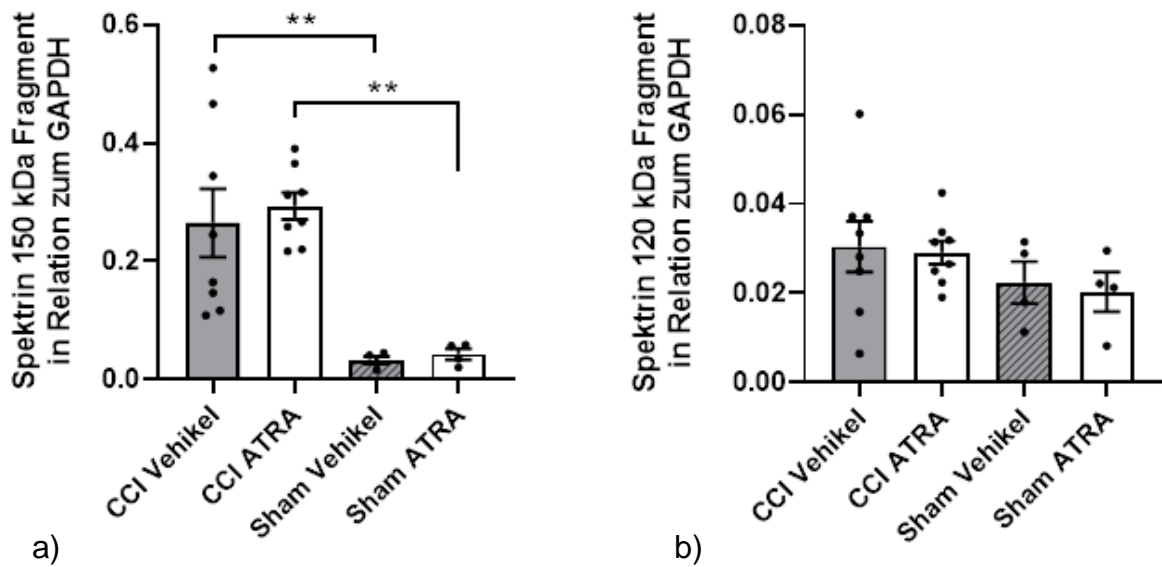 Spektrin 150 kDa Fragment
in Relation zum GAPDH
0.6
0.4
0.2
0.0
**
**
CCI Vehikel
CCI ATRA
Sham Vehikel
Sham ATRA
a)
Spektrin 120 kDa Fragment
in Relation zum GAPDH
0.08
0.06
0.04
0.02
0.00
CCI Vehikel
CCI ATRA
Sham Vehikel
Sham ATRA
b)